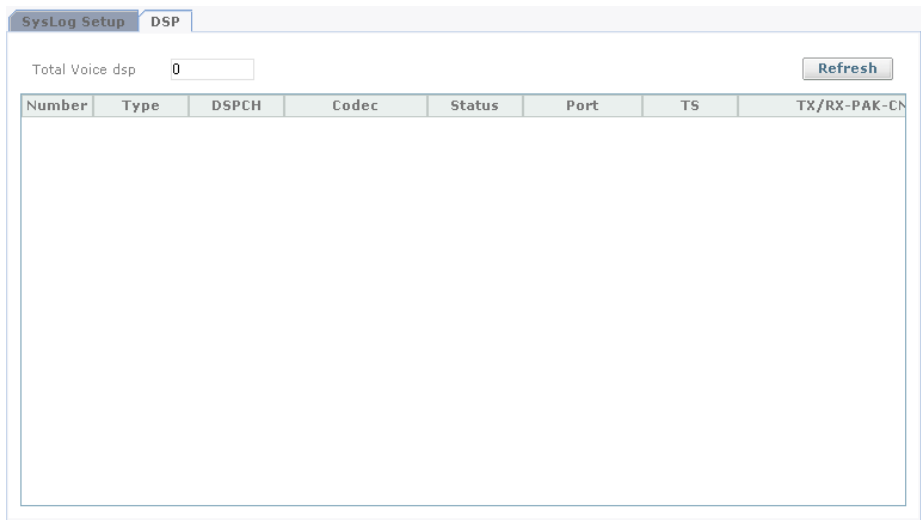 SysLog Setup DSP
Total Voice dsp 0 Refresh
Number Type DSPCH Codec Status Port TS TX/RX-PAK-CN